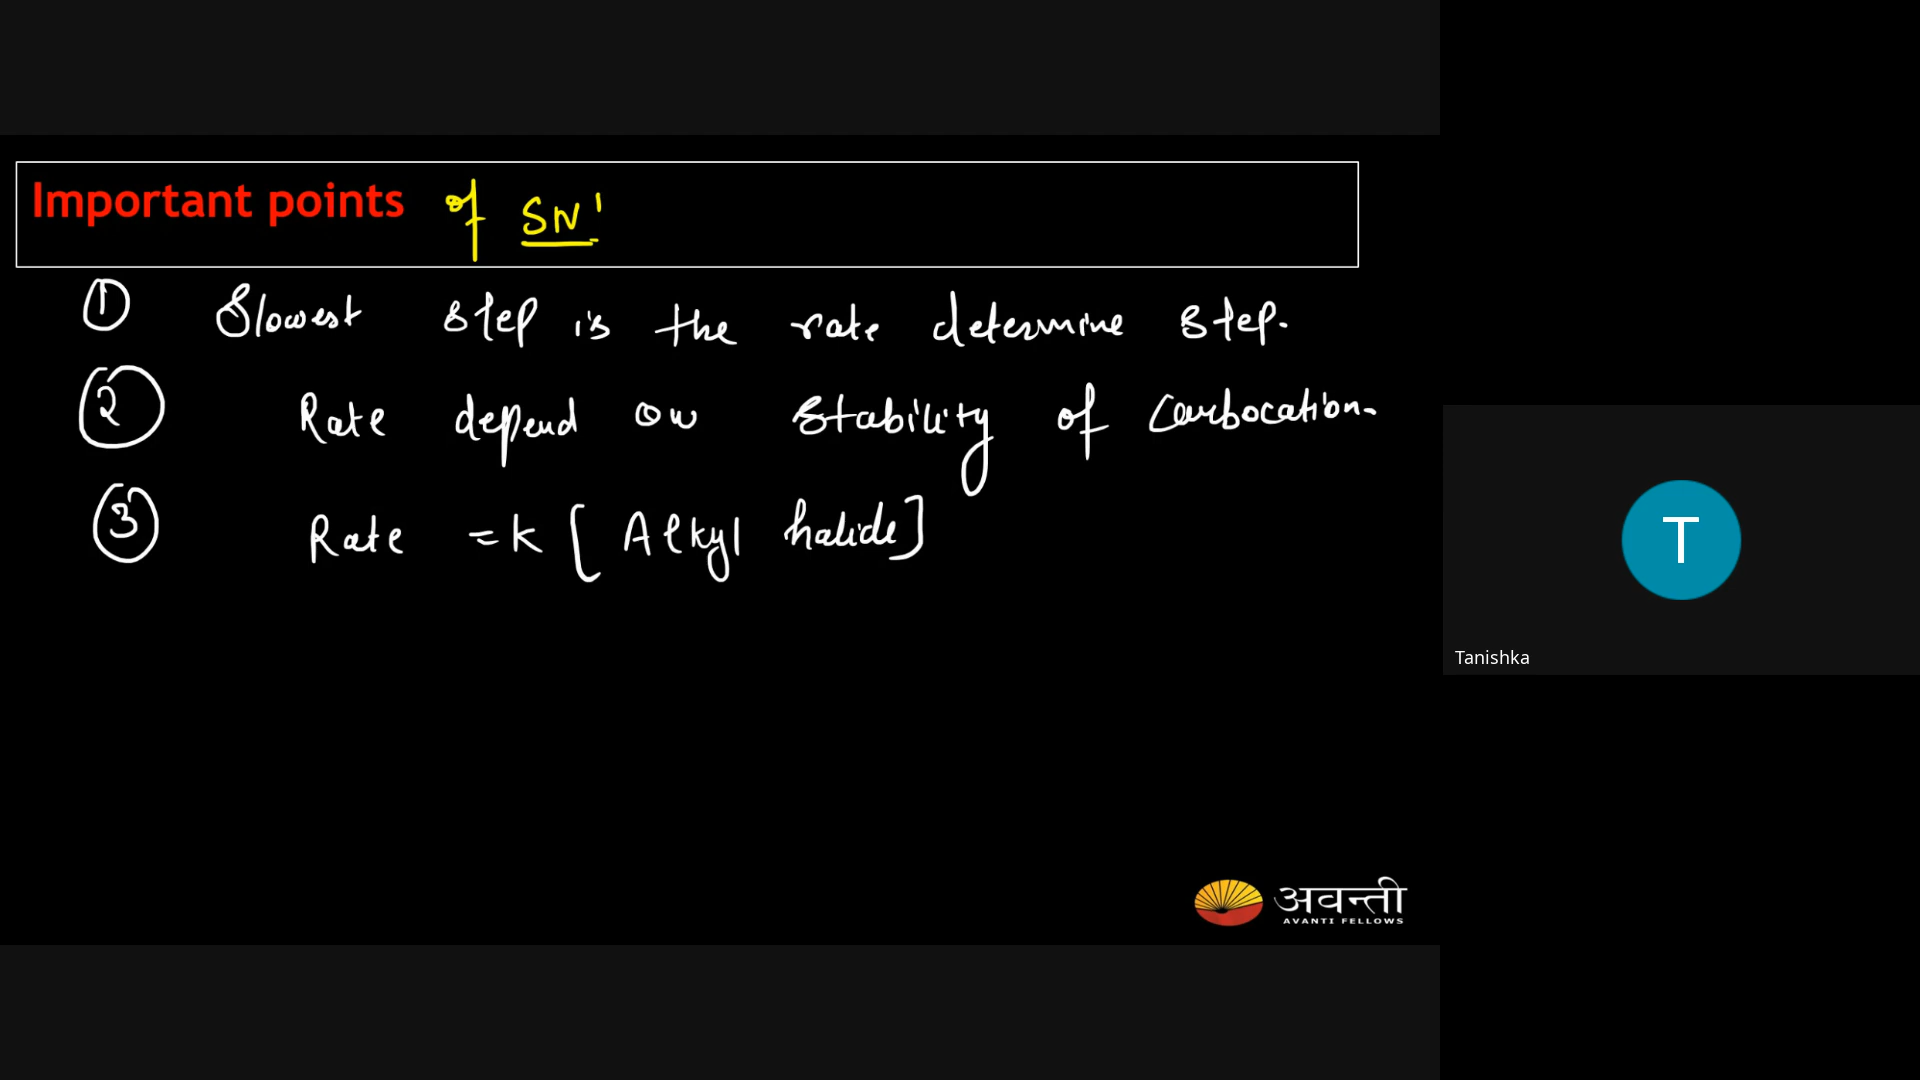 Important points of SN¹
① Slowest step is the rate determine step.
② Rate depend on stability of carbocation.
③ Rate = k [Alkyl halide]
T
Tanishka
अवन्ती
AVANTI FELLOWS